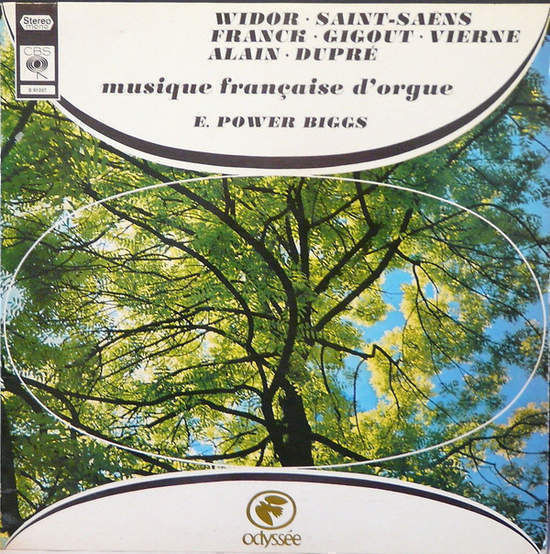 WIDOR · SAINT-SAËNS
FRANCK · GIGOUT · VIERNE
ALAIN · DUPRÉ
musique française d'orgue
E. POWER BIGGS
Stereo
mono
CBS
odyssée